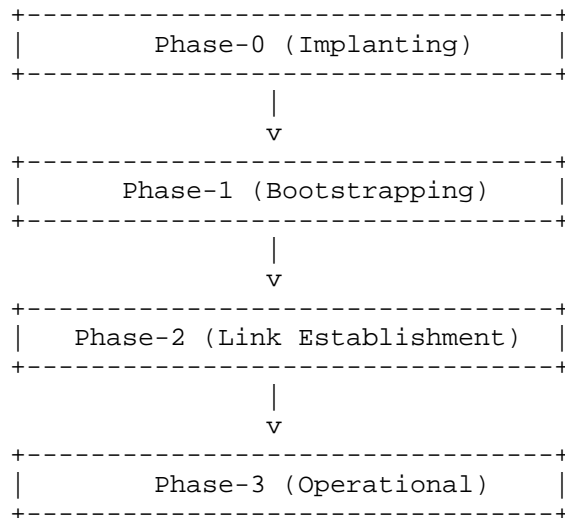 +----------------------------------+
|         Phase-0 (Implanting)     |
+----------------------------------+
                |
                v
+----------------------------------+
|       Phase-1 (Bootstrapping)    |
+----------------------------------+
                |
                v
+----------------------------------+
|    Phase-2 (Link Establishment)  |
+----------------------------------+
                |
                v
+----------------------------------+
|         Phase-3 (Operational)    |
+----------------------------------+